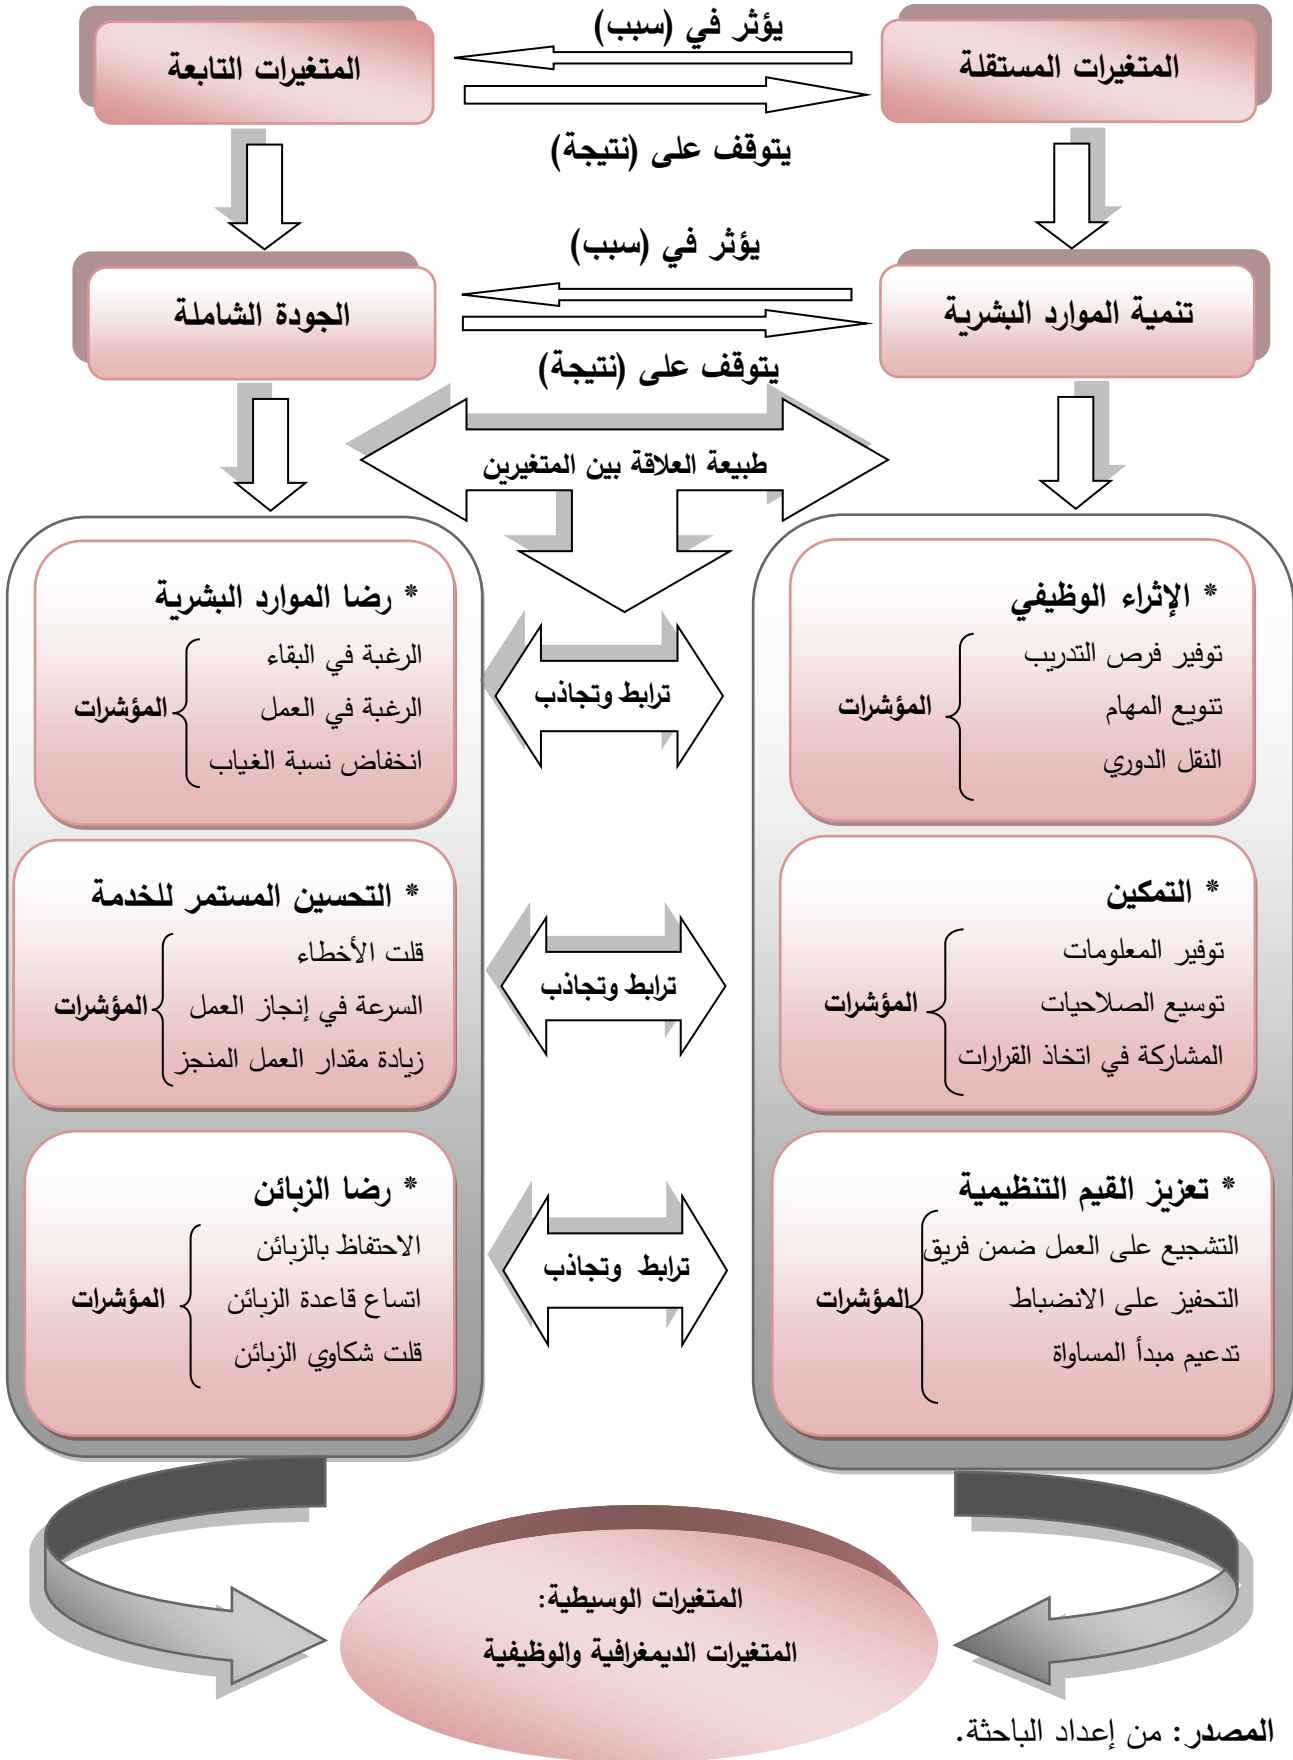 يؤثر في (سبب)
المتغيرات المستقلة
المتغيرات التابعة
يتوقف على (نتيجة)
يؤثر في (سبب)
تنمية الموارد البشرية
الجودة الشاملة
يتوقف على (نتيجة)
طبيعة العلاقة بين المتغيرين
* الإثراء الوظيفي
توفير فرص التدريب
تنويع المهام
النقل الدوري
المؤشرات
ترابط وتجاذب
* رضا الموارد البشرية
الرغبة في البقاء
الرغبة في العمل
انخفاض نسبة الغياب
المؤشرات
* التمكين
توفير المعلومات
توسيع الصلاحيات
المشاركة في اتخاذ القرارات
المؤشرات
ترابط وتجاذب
* التحسين المستمر للخدمة
قلت الأخطاء
السرعة في إنجاز العمل
زيادة مقدار العمل المنجز
المؤشرات
* تعزيز القيم التنظيمية
التشجيع على العمل ضمن فريق
التحفيز على الانضباط
تدعيم مبدأ المساواة
المؤشرات
ترابط وتجاذب
* رضا الزبائن
الاحتفاظ بالزبائن
اتساع قاعدة الزبائن
قلت شكاوي الزبائن
المؤشرات
المتغيرات الوسيطية:
المتغيرات الديمغرافية والوظيفية
المصدر: من إعداد الباحثة.